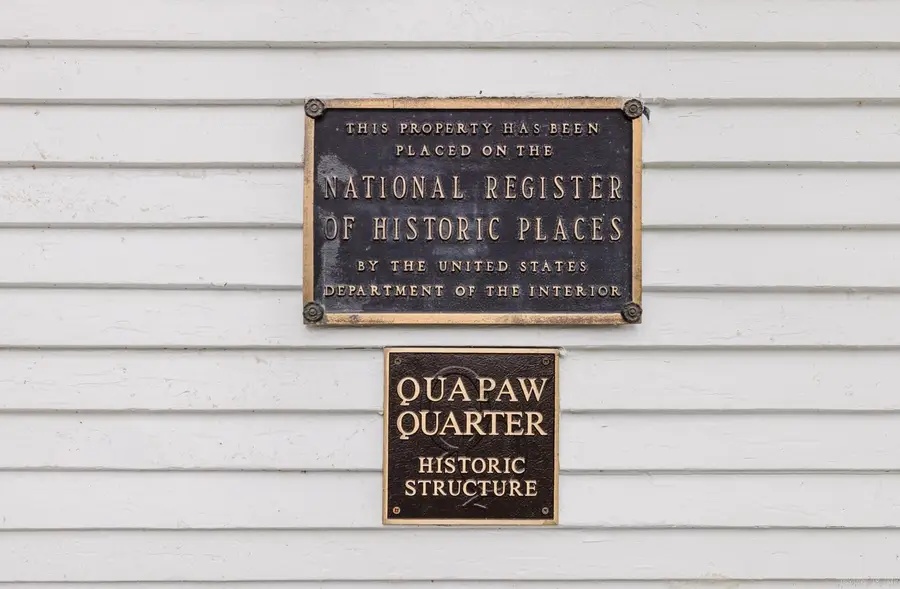 THIS PROPERTY HAS BEEN
PLACED ON THE
NATIONAL REGISTER
OF HISTORIC PLACES
BY THE UNITED STATES
DEPARTMENT OF THE INTERIOR
QUAPAW
QUARTER
HISTORIC
STRUCTURE